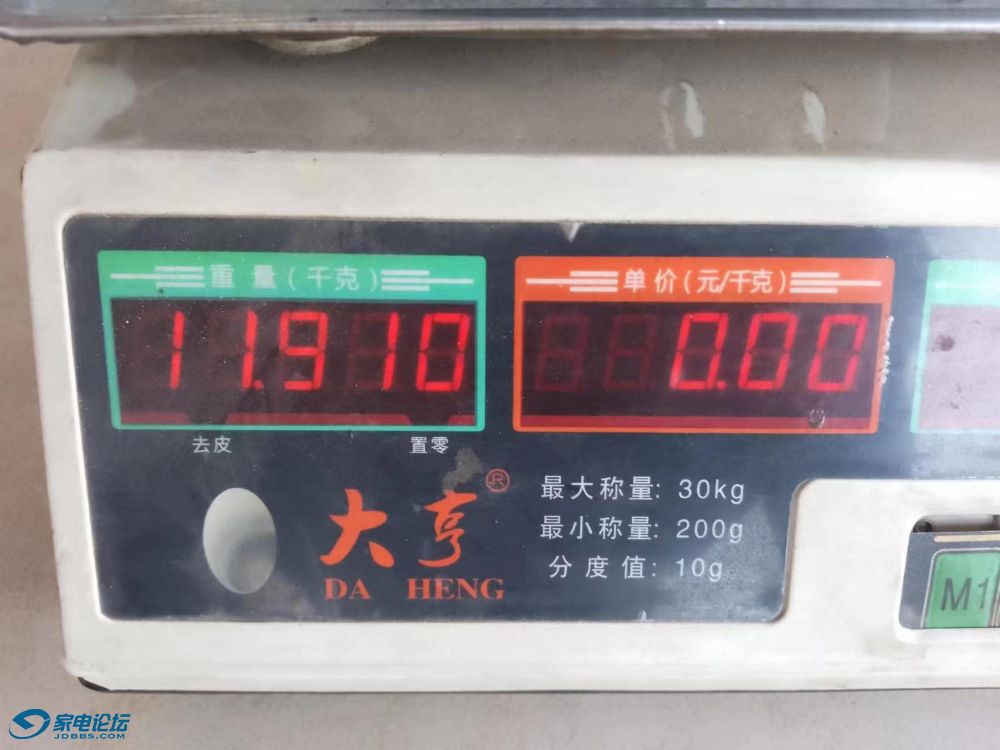 重量(千克)
单价(元/千克)
11.910
0.00
去皮
置零
大亨®
DA HENG
最大称量: 30kg
最小称量: 200g
分度值: 10g
M1
家电论坛
JDBBS.COM